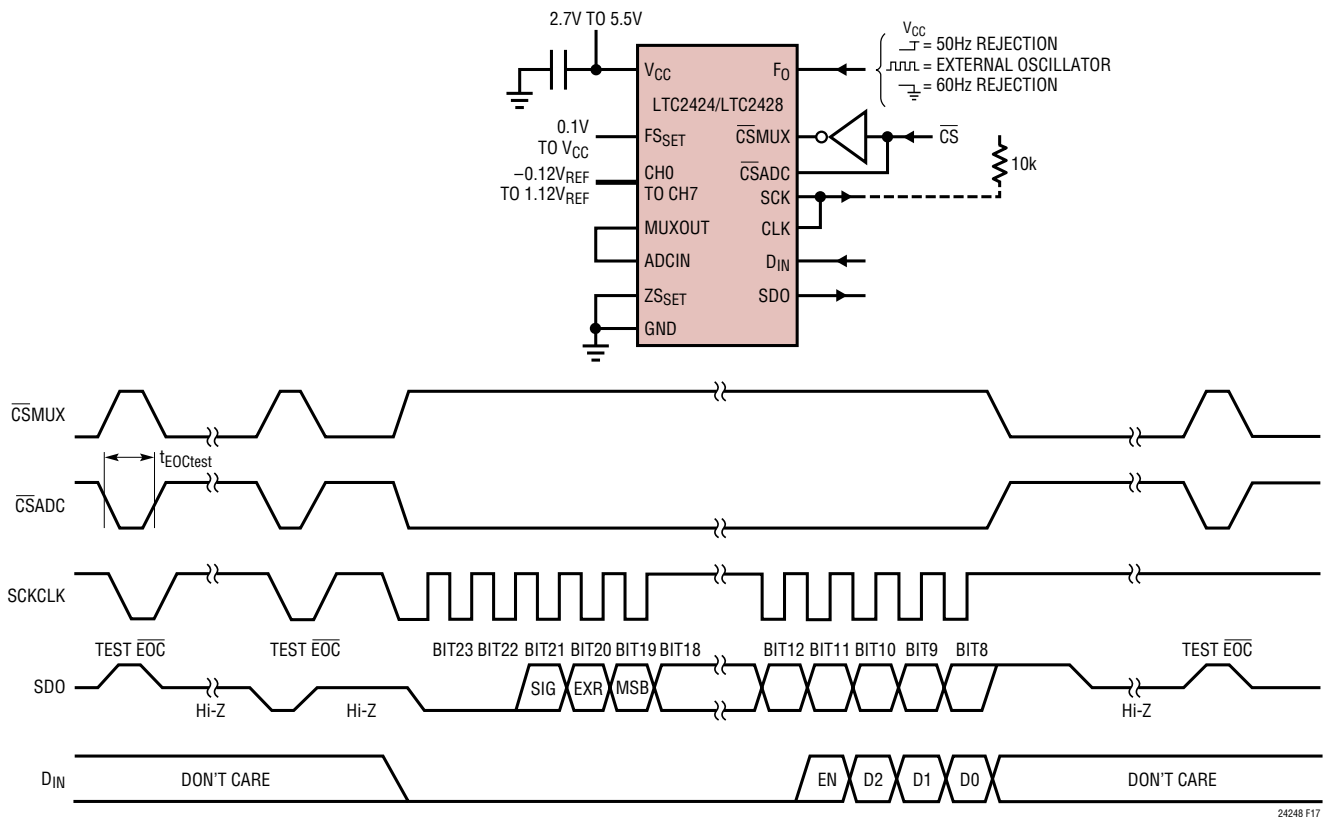 2.7V TO 5.5V
VCC
FO
VCC
= 50Hz REJECTION
= EXTERNAL OSCILLATOR
= 60Hz REJECTION
LTC2424/LTC2428
0.1V
TO VCC
FSSET
CSMUX
CS
–0.12VREF
TO 1.12VREF
CH0
TO CH7
CSADC
SCK
10k
MUXOUT
CLK
ADCIN
DIN
ZSSET
SDO
GND
CSMUX
tEOCtest
CSADC
SCKCLK
TEST EOC
TEST EOC
BIT23 BIT22 BIT21 BIT20 BIT19 BIT18
BIT12 BIT11 BIT10 BIT9 BIT8
TEST EOC
SDO
SIG EXR MSB
Hi-Z
Hi-Z
Hi-Z
DIN
DON'T CARE
EN D2 D1 D0
DON'T CARE
24248 F17